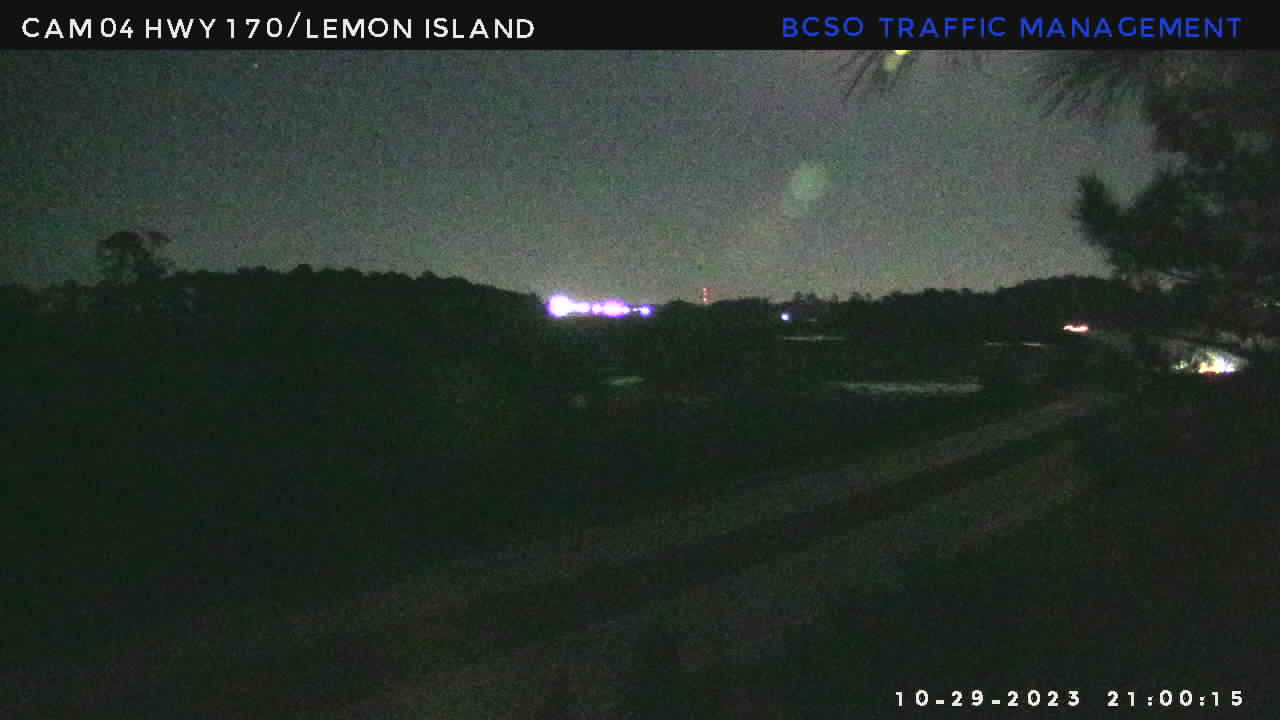 CAM04 HWY 170/LEMON ISLAND
BCSO TRAFFIC MANAGEMENT
10-29-2023 21:00:15